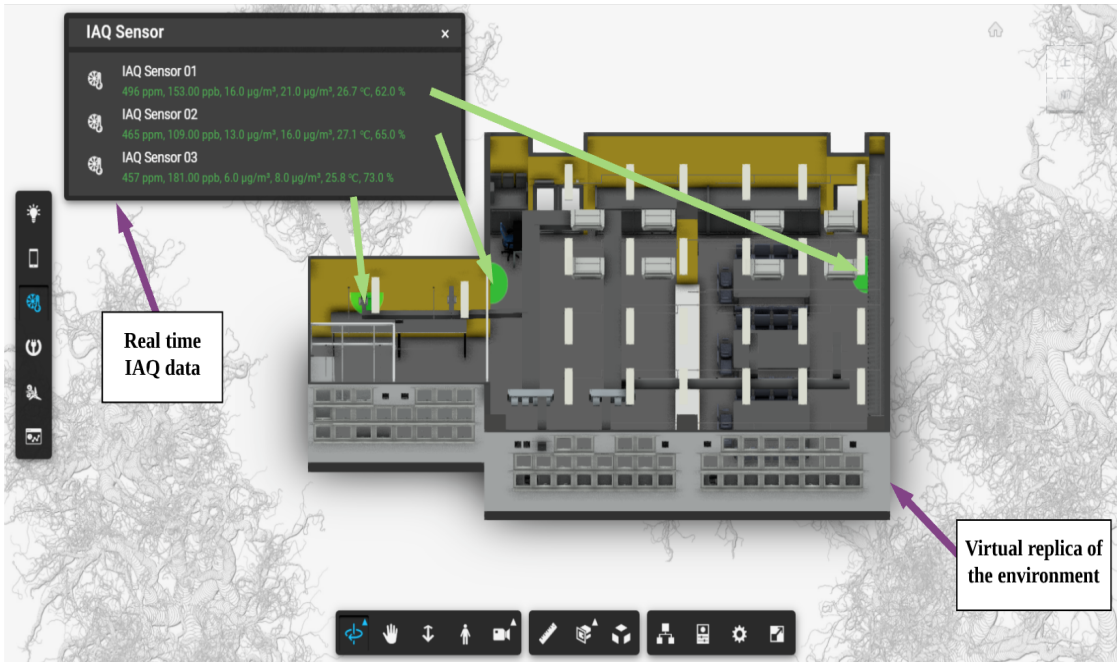 IAQ Sensor
×
IAQ Sensor 01
496 ppm, 153.00 ppb, 16.0 µg/m³, 21.0 µg/m³, 26.7 ºC, 62.0 %
IAQ Sensor 02
465 ppm, 109.00 ppb, 13.0 µg/m³, 16.0 µg/m³, 27.1 ºC, 65.0 %
IAQ Sensor 03
457 ppm, 181.00 ppb, 6.0 µg/m³, 8.0 µg/m³, 25.8 ºC, 73.0 %
Real time
IAQ data
Virtual replica of
the environment